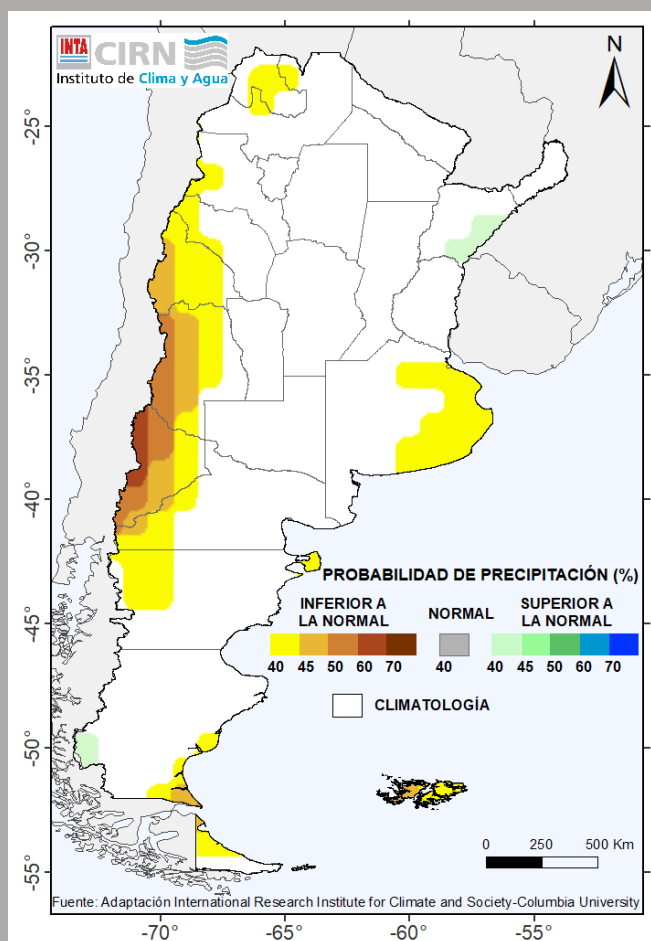 INTA CIRN
Instituto de Clima y Agua
N
-25°
-30°
-35°
-40°
-45°
-50°
-55°
PROBABILIDAD DE PRECIPITACIÓN (%)
INFERIOR A
LA NORMAL
NORMAL
SUPERIOR A
LA NORMAL
40 45 50 60 70
40
40 45 50 60 70
CLIMATOLOGÍA
0 250 500 Km
Fuente: Adaptación International Research Institute for Climate and Society-Columbia University
-70° -65° -60° -55°